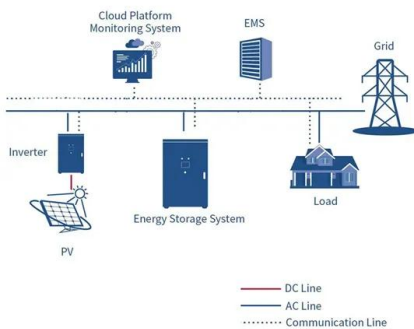 Cloud Platform
Monitoring System
EMS
Grid
Inverter
Energy Storage System
Load
PV
DC Line
AC Line
Communication Line